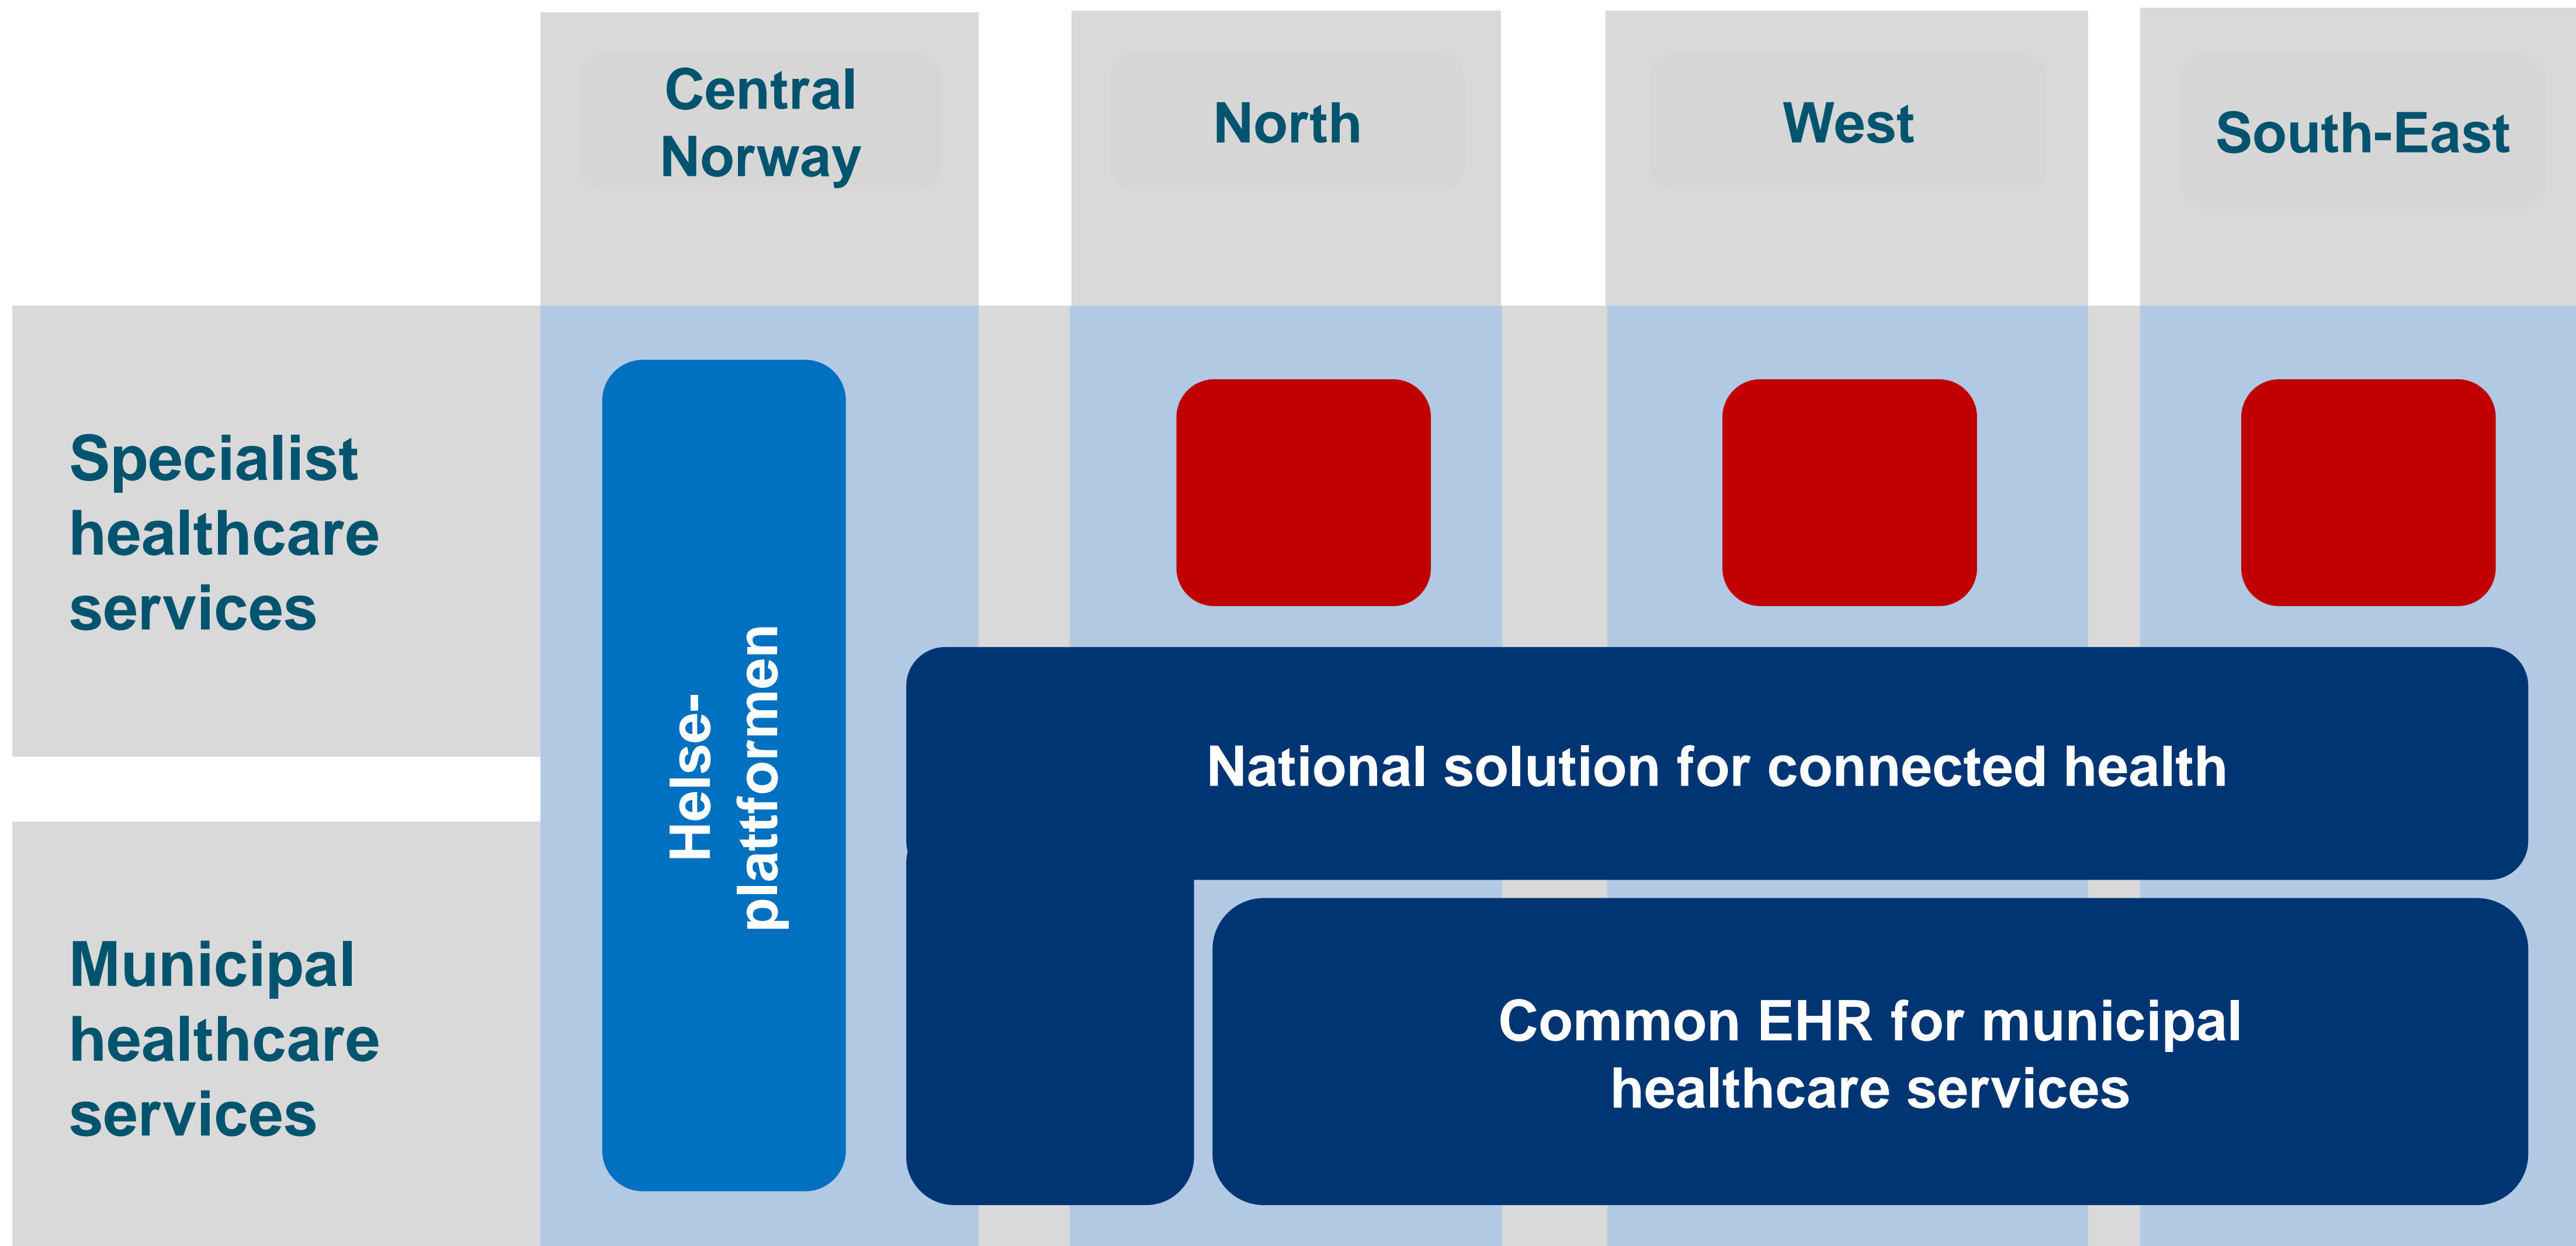 Central
Norway
North
West
South-East
Specialist
healthcare
services
Helse-
plattformen
National solution for connected health
Municipal
healthcare
services
Common EHR for municipal
healthcare services